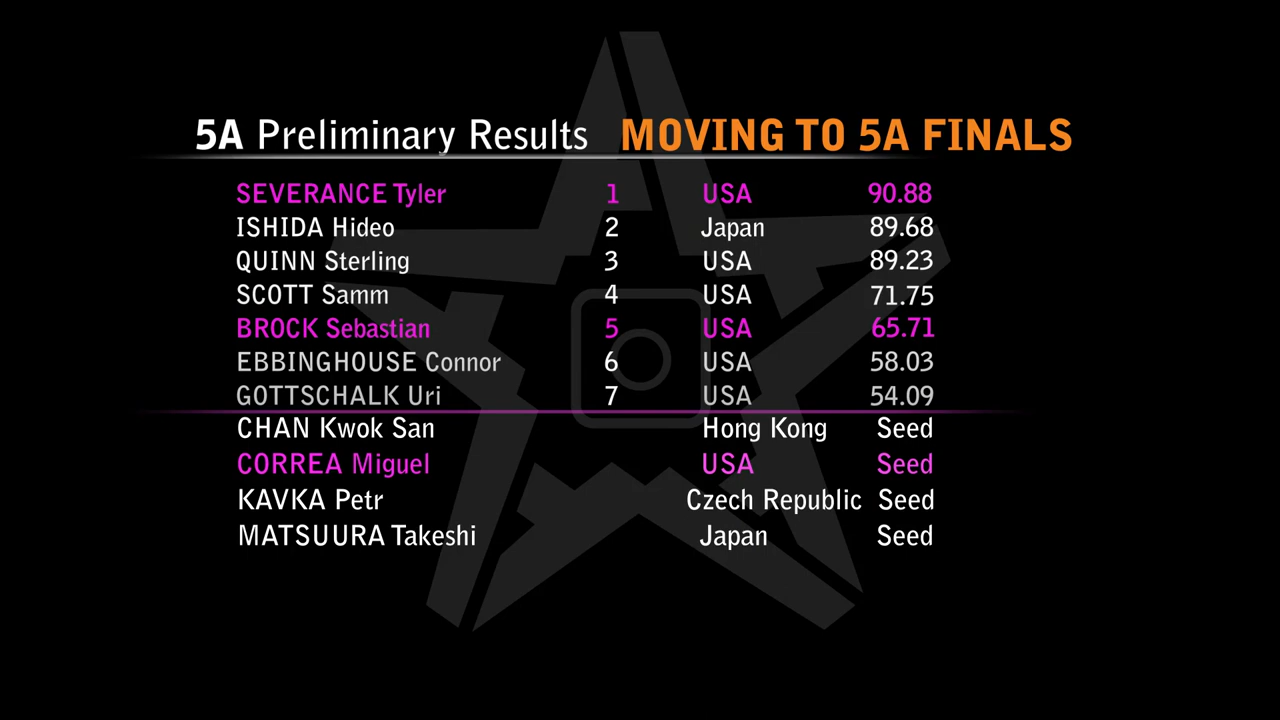 5A Preliminary Results MOVING TO 5A FINALS
SEVERANCE Tyler 1 USA 90.88
ISHIDA Hideo 2 Japan 89.68
QUINN Sterling 3 USA 89.23
SCOTT Samm 4 USA 71.75
BROCK Sebastian 5 USA 65.71
EBBINGHOUSE Connor 6 USA 58.03
GOTTSCHALK Uri 7 USA 54.09
CHAN Kwok San Hong Kong Seed
CORREA Miguel USA Seed
KAVKA Petr Czech Republic Seed
MATSUURA Takeshi Japan Seed